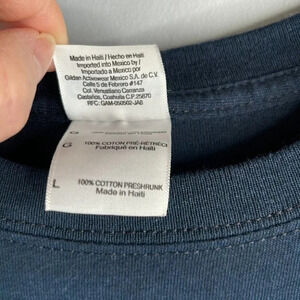 Made in Haiti / Hecho en Haiti
Imported into Mexico by /
Importado a Mexico por
Gildan Activewear Mexico S.A. de C.V.
Calle 5 de Febrero #147
Col. Venustiano Carranza
Castaños, Coahuila C.P. 25870
RFC: GAM-050502-JA6
G
G
100% COTON PRÉ-RÉTRÉCI
Fabriqué en Haïti
L
100% COTTON PRESHRUNK
Made in Haiti